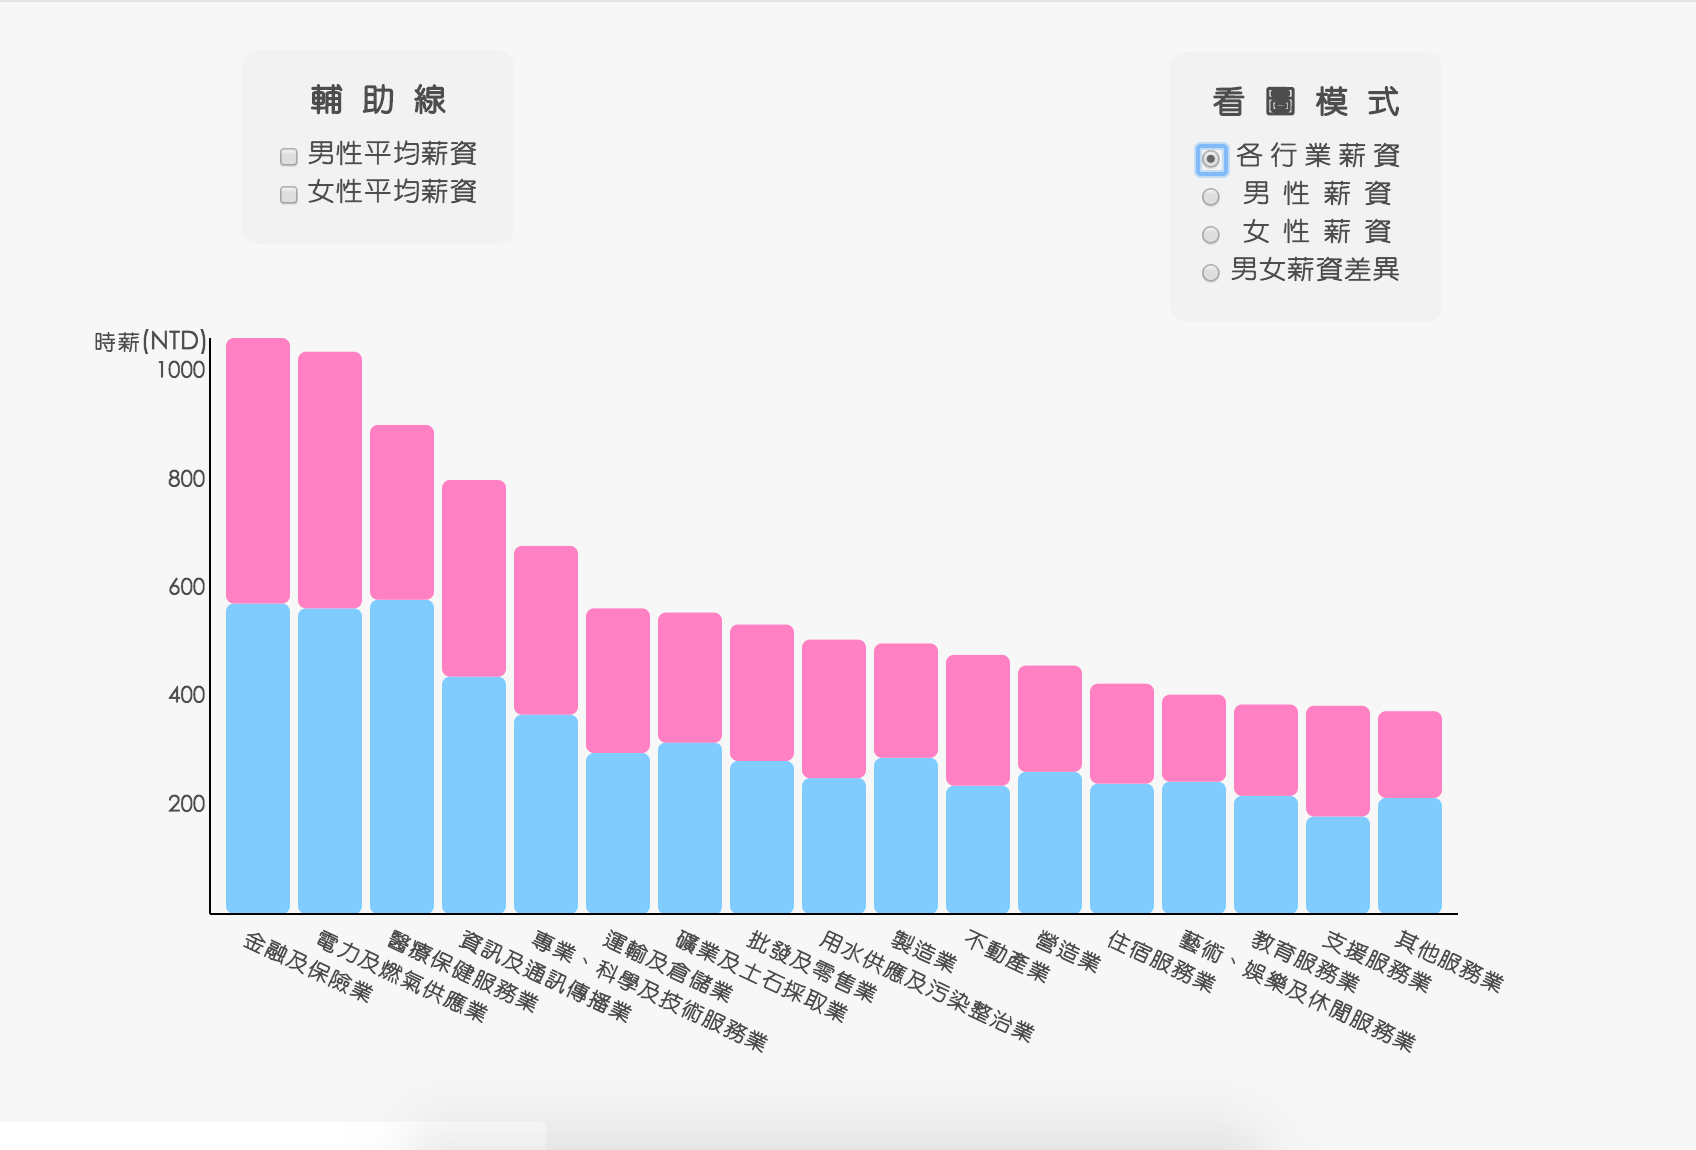 輔助線
男性平均薪資
女性平均薪資
看圖模式
各行業薪資
男性薪資
女性薪資
男女薪資差異
時薪(NTD)
1000
800
600
400
200
金融及保險業
電力及燃氣供應業
醫療保健服務業
資訊及通訊傳播業
專業、科學及技術服務業
運輸及倉儲業
礦業及土石採取業
批發及零售業
用水供應及污染整治業
製造業
不動產業
營造業
住宿服務業
藝術、娛樂及休閒服務業
教育服務業
支援服務業
其他服務業